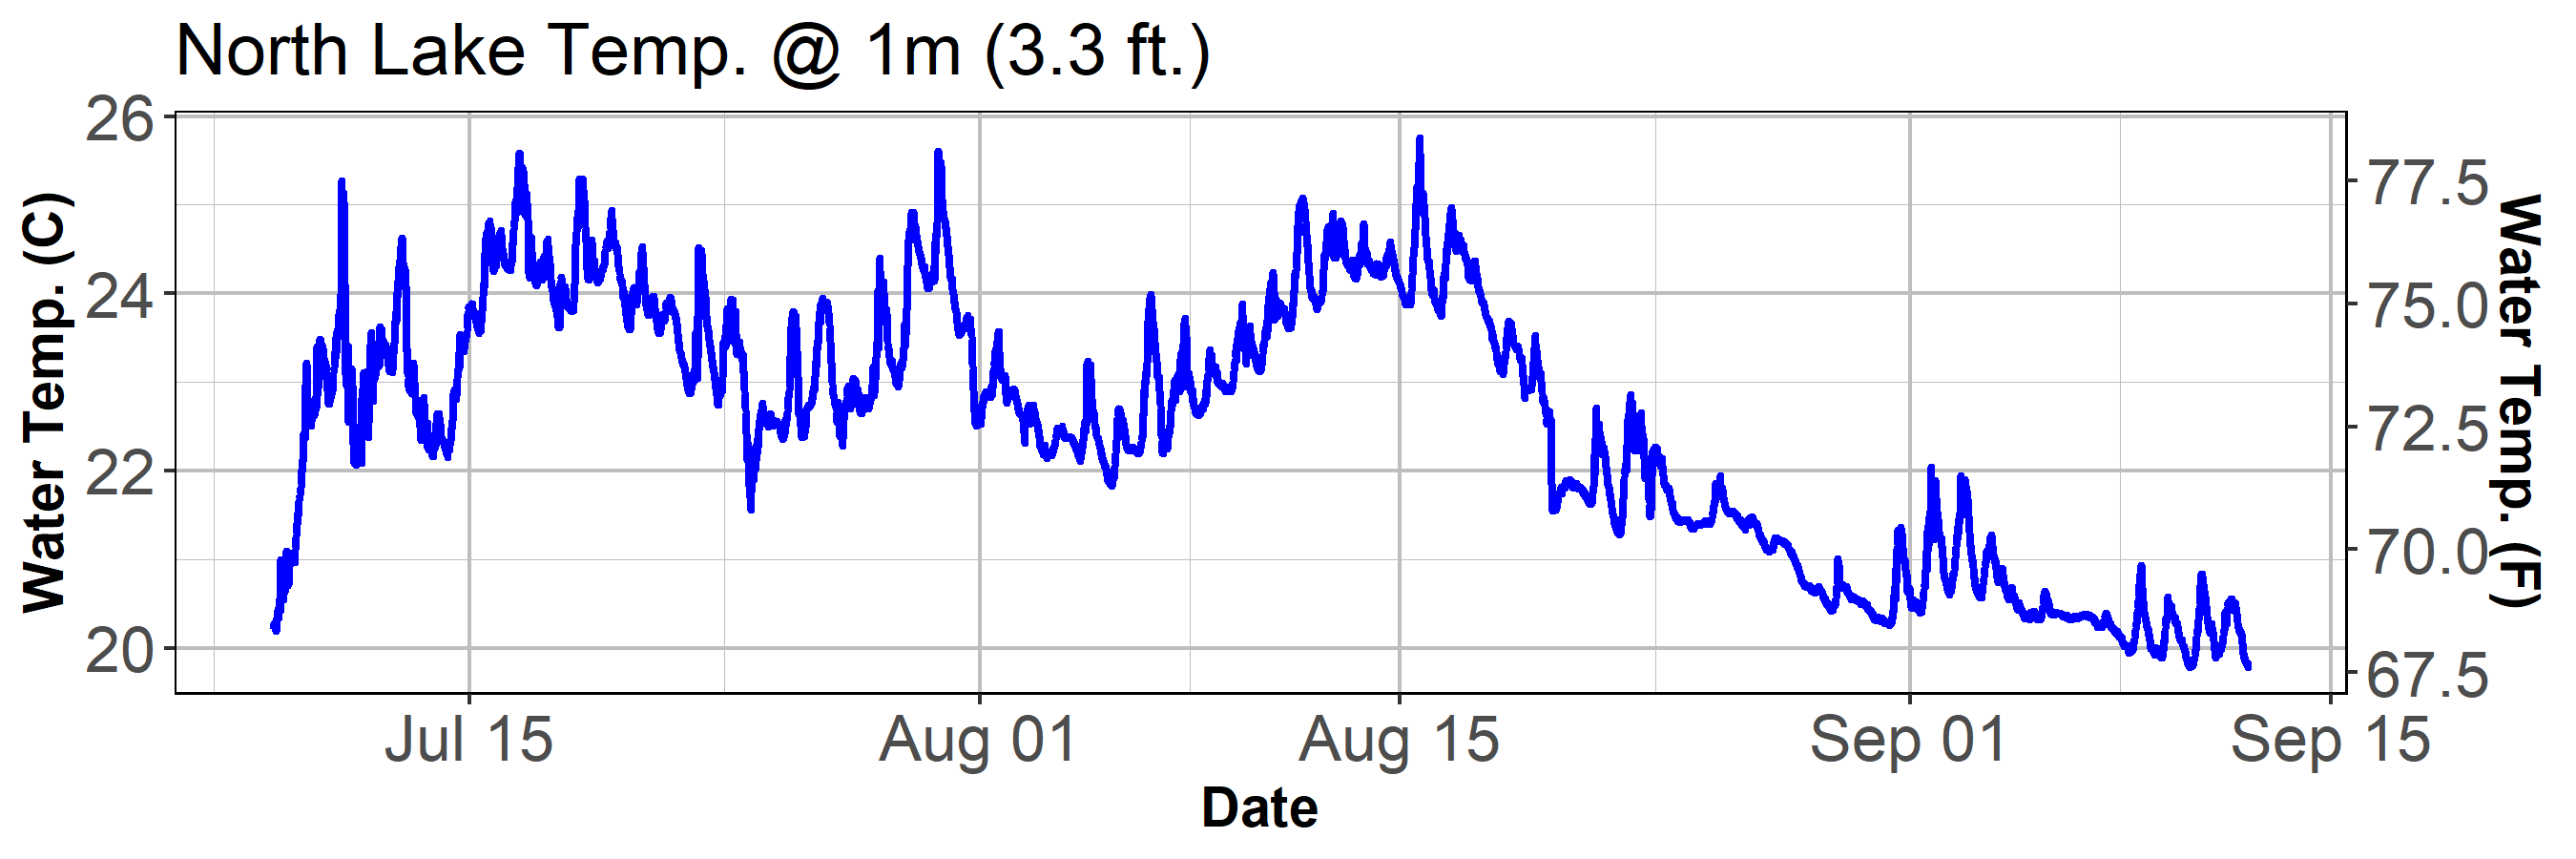 North Lake Temp. @ 1m (3.3 ft.)
Water Temp. (C)
26
24
22
20
77.5
75.0
72.5
70.0
67.5
Water Temp. (F)
Jul 15 Aug 01 Aug 15 Sep 01 Sep 15
Date